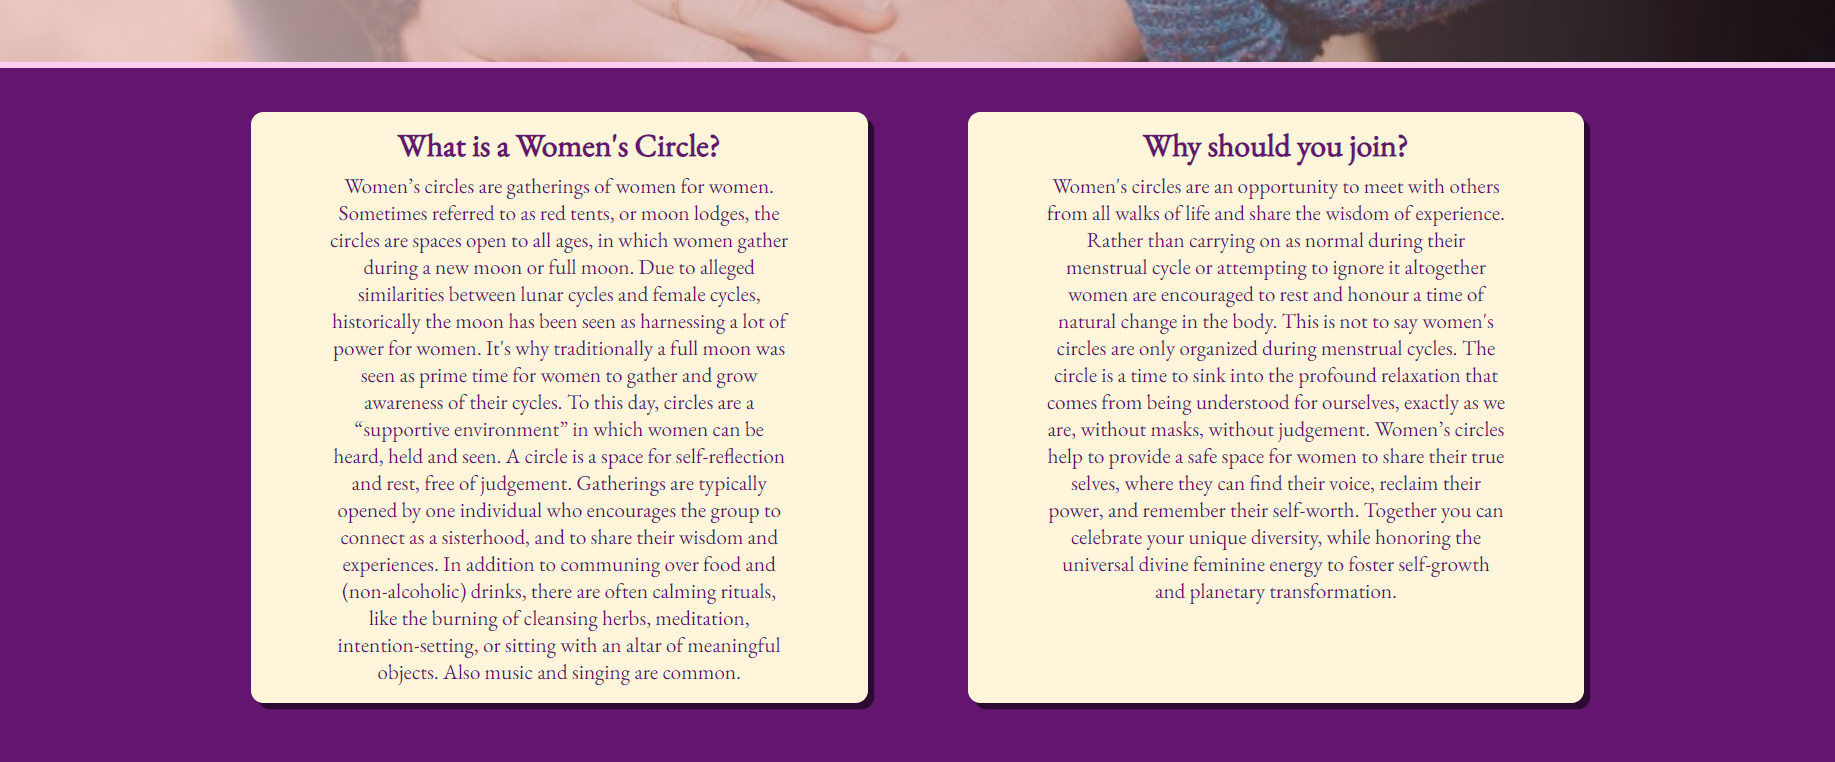 What is a Women's Circle?
Women’s circles are gatherings of women for women.
Sometimes referred to as red tents, or moon lodges, the
circles are spaces open to all ages, in which women gather
during a new moon or full moon. Due to alleged
similarities between lunar cycles and female cycles,
historically the moon has been seen as harnessing a lot of
power for women. It's why traditionally a full moon was
seen as prime time for women to gather and grow
awareness of their cycles. To this day, circles are a
“supportive environment” in which women can be
heard, held and seen. A circle is a space for self-reflection
and rest, free of judgement. Gatherings are typically
opened by one individual who encourages the group to
connect as a sisterhood, and to share their wisdom and
experiences. In addition to communing over food and
(non-alcoholic) drinks, there are often calming rituals,
like the burning of cleansing herbs, meditation,
intention-setting, or sitting with an altar of meaningful
objects. Also music and singing are common.
Why should you join?
Women's circles are an opportunity to meet with others
from all walks of life and share the wisdom of experience.
Rather than carrying on as normal during their
menstrual cycle or attempting to ignore it altogether
women are encouraged to rest and honour a time of
natural change in the body. This is not to say women's
circles are only organized during menstrual cycles. The
circle is a time to sink into the profound relaxation that
comes from being understood for ourselves, exactly as we
are, without masks, without judgement. Women’s circles
help to provide a safe space for women to share their true
selves, where they can find their voice, reclaim their
power, and remember their self-worth. Together you can
celebrate your unique diversity, while honoring the
universal divine feminine energy to foster self-growth
and planetary transformation.